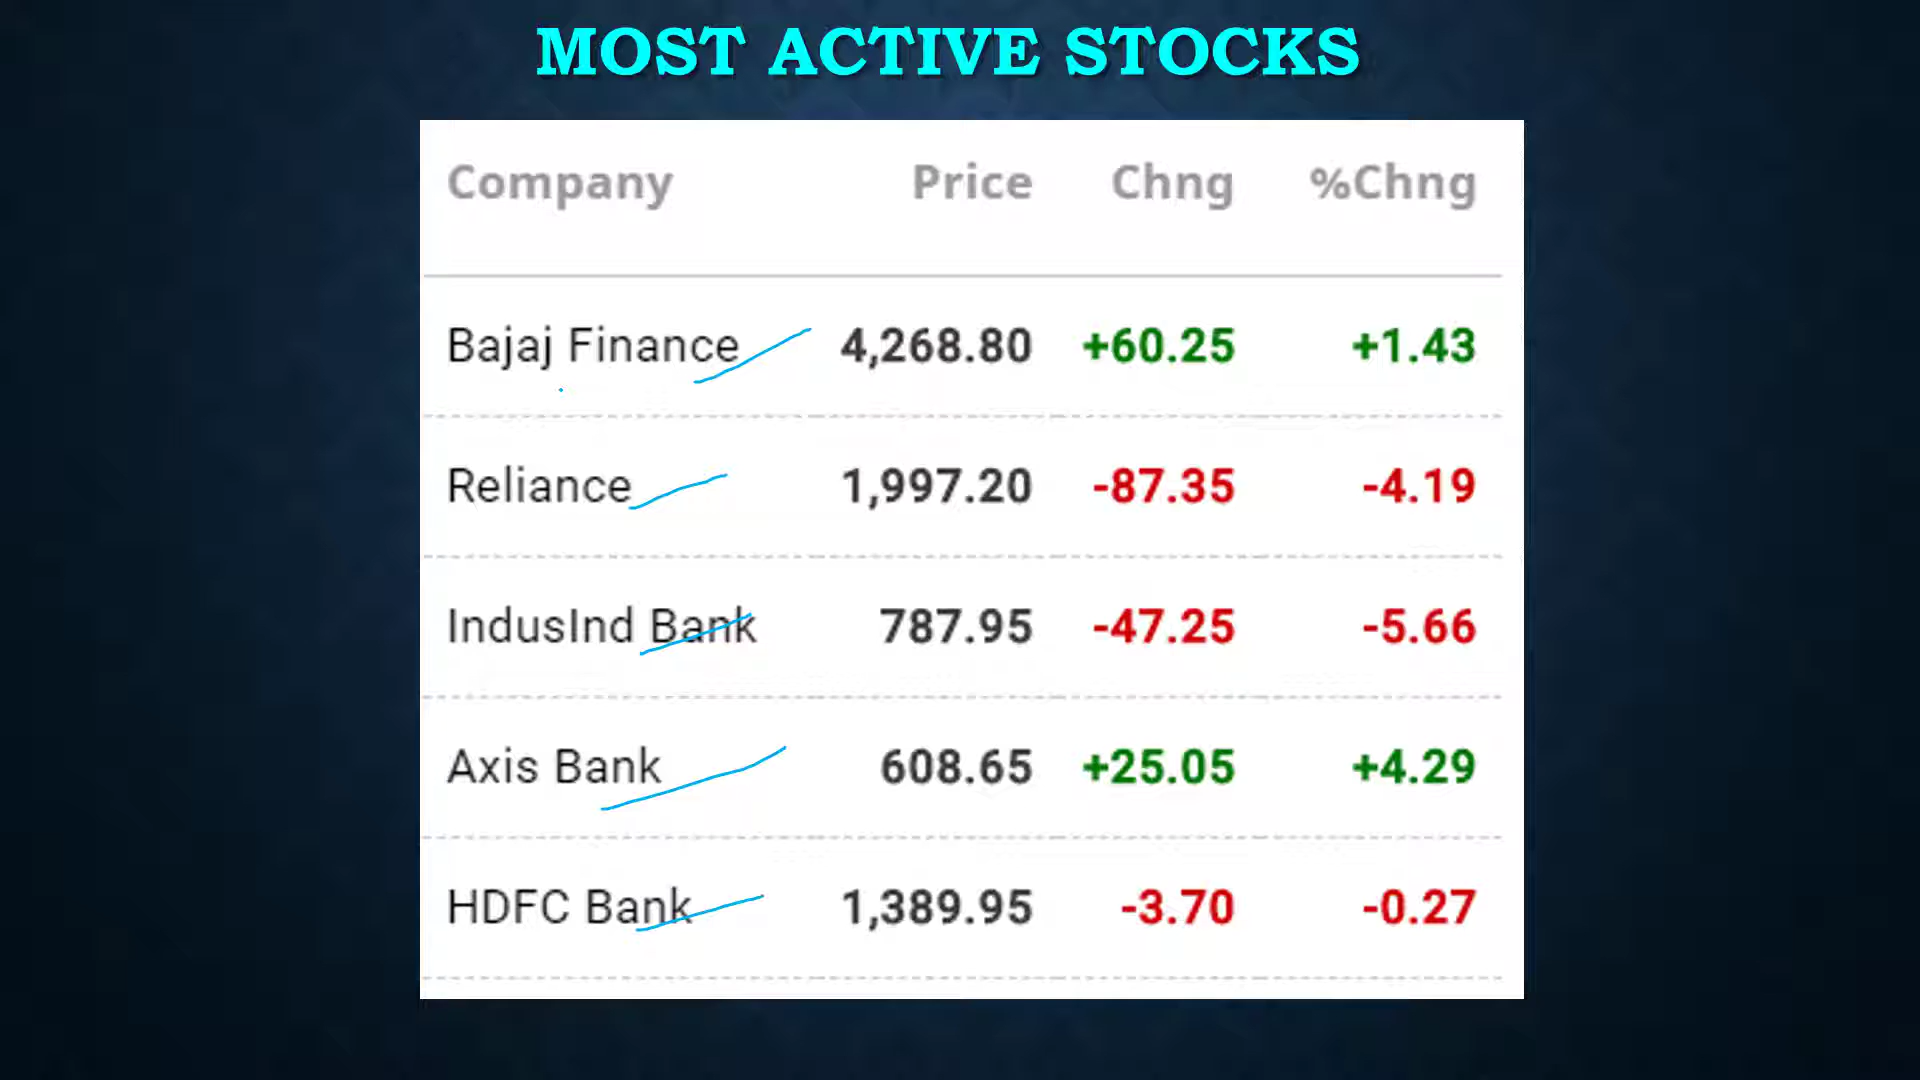 MOST ACTIVE STOCKS
Company Price Chng %Chng
Bajaj Finance 4,268.80 +60.25 +1.43
Reliance 1,997.20 -87.35 -4.19
IndusInd Bank 787.95 -47.25 -5.66
Axis Bank 608.65 +25.05 +4.29
HDFC Bank 1,389.95 -3.70 -0.27